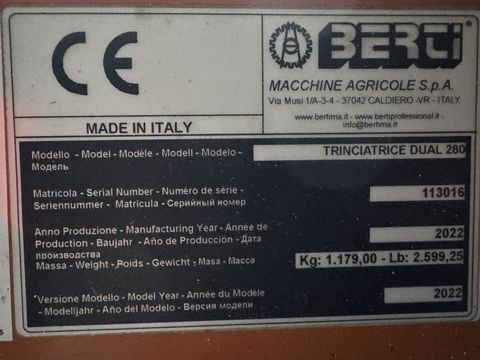 CE
BERTI
MACCHINE AGRICOLE S.p.A.
Via Musi 1/A-3-4 - 37042 CALDIERO -VR - ITALY
www.bertima.it - www.bertiprofessional.it - info@bertima.it
MADE IN ITALY
Modello - Model - Modèle - Modell - Modelo - Модель
TRINCIATRICE DUAL 280
Matricola - Serial Number - Numéro de série - Seriennummer - Matricula - Серийный номер
113016
Anno Produzione - Manufacturing Year - Année de Production - Baujahr - Año de Producción - Дата производства
2022
Massa - Weight - Poids - Gewicht - Masa - Масса
Kg: 1.179,00 - Lb: 2.599,25
Versione Modello - Model Year - Année du Modèle - Modelljahr - Año del Modelo - Версия модели
2022